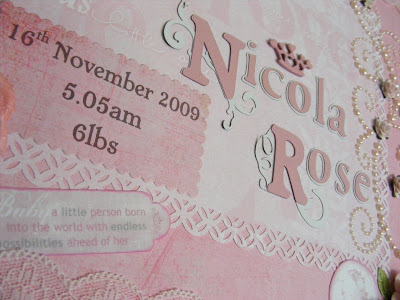 16th November 2009
5.05am
6lbs
Nicola
Rose
Baby a little person born
into the world with endless
possibilities ahead of her